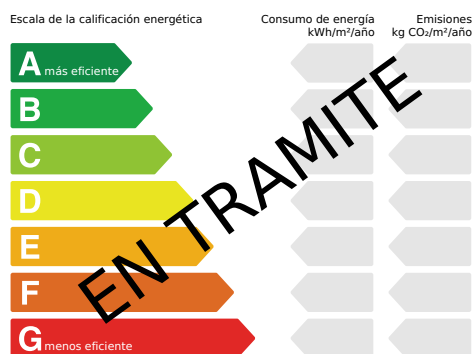 Escala de la calificación energética
Consumo de energía
kWh/m²/año
Emisiones
kg CO₂/m²/año
A más eficiente
B
C
D
E
F
G menos eficiente
EN TRAMITE